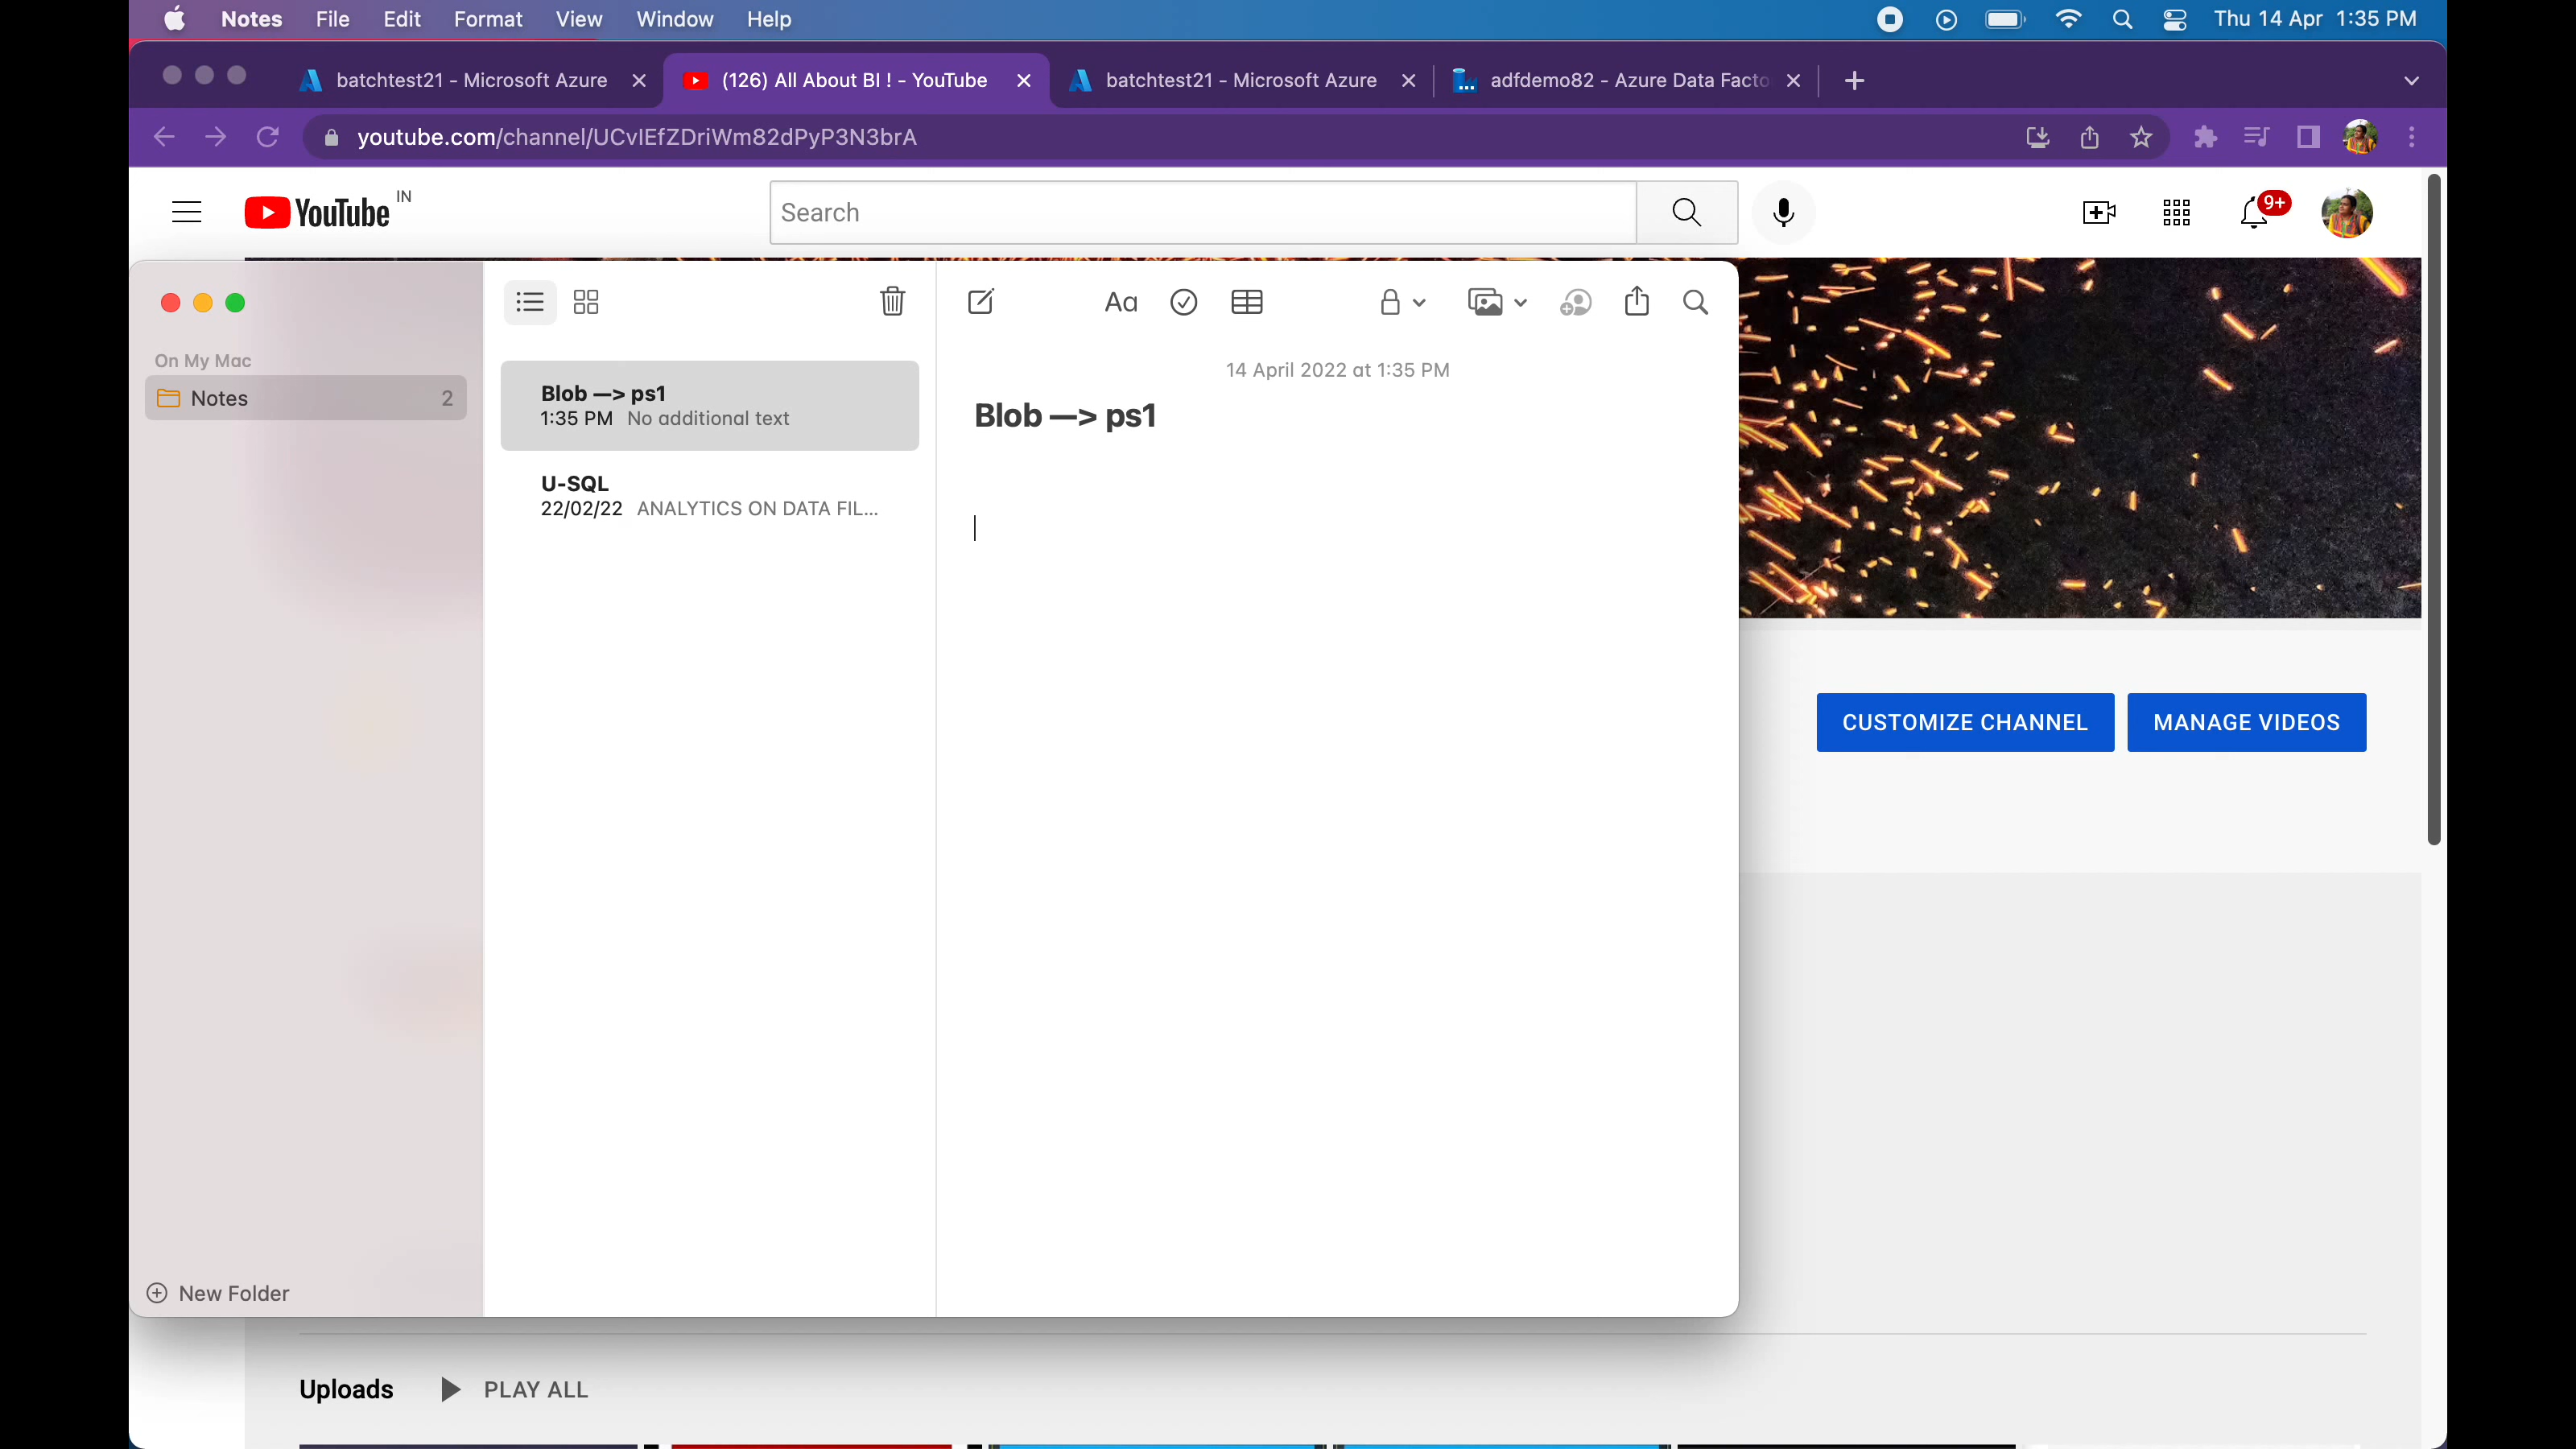 Notes File Edit Format View Window Help Thu 14 Apr 1:35 PM
batchtest21 - Microsoft Azure (126) All About BI ! - YouTube batchtest21 - Microsoft Azure adfdemo82 - Azure Data Facto
youtube.com/channel/UCvIEfZDriWm82dPyP3N3brA
YouTube IN Search 9+
Aa
On My Mac
Notes 2
Blob —> ps1
1:35 PM No additional text
U-SQL
22/02/22 ANALYTICS ON DATA FIL...
14 April 2022 at 1:35 PM
Blob —> ps1
CUSTOMIZE CHANNEL MANAGE VIDEOS
New Folder
Uploads PLAY ALL